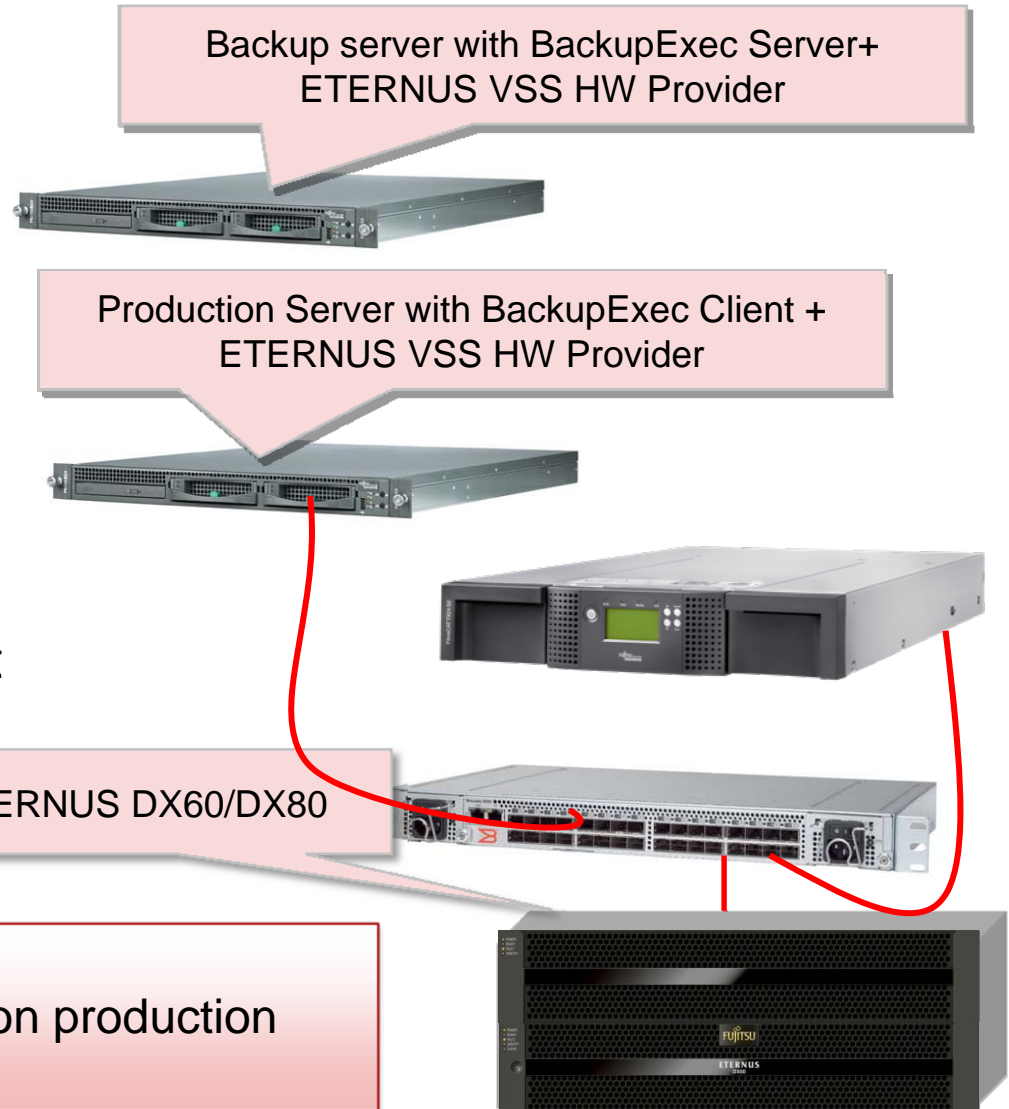 Backup server with BackupExec Server+
ETERNUS VSS HW Provider
Production Server with BackupExec Client +
ETERNUS VSS HW Provider
t
ERNUS DX60/DX80
on production
FUJITSU
ETERNUS
DX60